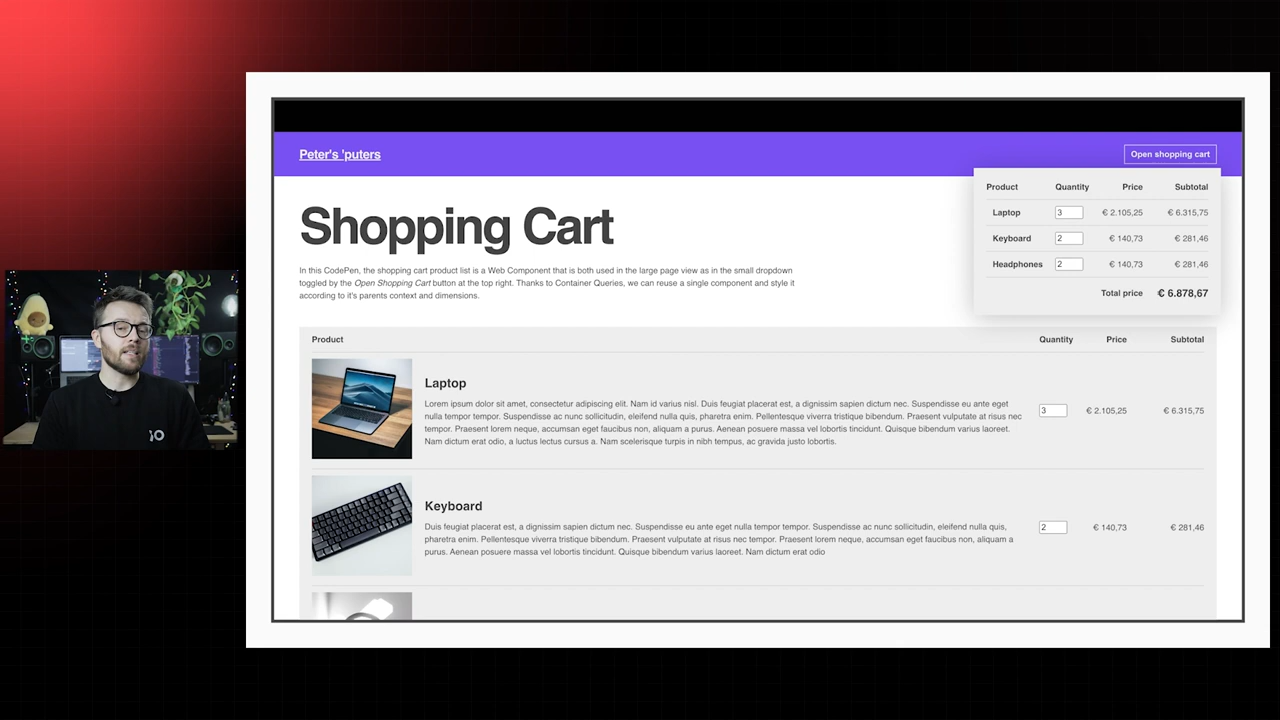 Peter's 'puters
Open shopping cart
Product Quantity Price Subtotal
Laptop 3 € 2.105,25 € 6.315,75
Keyboard 2 € 140,73 € 281,46
Headphones 2 € 140,73 € 281,46
Total price € 6.878,67
Shopping Cart
In this CodePen, the shopping cart product list is a Web Component that is both used in the large page view as in the small dropdown
toggled by the Open Shopping Cart button at the top right. Thanks to Container Queries, we can reuse a single component and style it
according to it's parents context and dimensions.
Product Quantity Price Subtotal
Laptop
Lorem ipsum dolor sit amet, consectetur adipiscing elit. Nam id varius nisl. Duis feugiat placerat est, a dignissim sapien dictum nec. Suspendisse eu ante eget
nulla tempor tempor. Suspendisse ac nunc sollicitudin, eleifend nulla quis, pharetra enim. Pellentesque viverra tristique bibendum. Praesent vulputate at risus nec
tempor. Praesent lorem neque, accumsan eget faucibus non, aliquam a purus. Aenean posuere massa vel lobortis tincidunt. Quisque bibendum varius laoreet.
Nam dictum erat odio, a luctus lectus cursus a. Nam scelerisque turpis in nibh tempus, ac gravida justo lobortis.
3 € 2.105,25 € 6.315,75
Keyboard
Duis feugiat placerat est, a dignissim sapien dictum nec. Suspendisse eu ante eget nulla tempor tempor. Suspendisse ac nunc sollicitudin, eleifend nulla quis,
pharetra enim. Pellentesque viverra tristique bibendum. Praesent vulputate at risus nec tempor. Praesent lorem neque, accumsan eget faucibus non, aliquam a
purus. Aenean posuere massa vel lobortis tincidunt. Quisque bibendum varius laoreet. Nam dictum erat odio
2 € 140,73 € 281,46